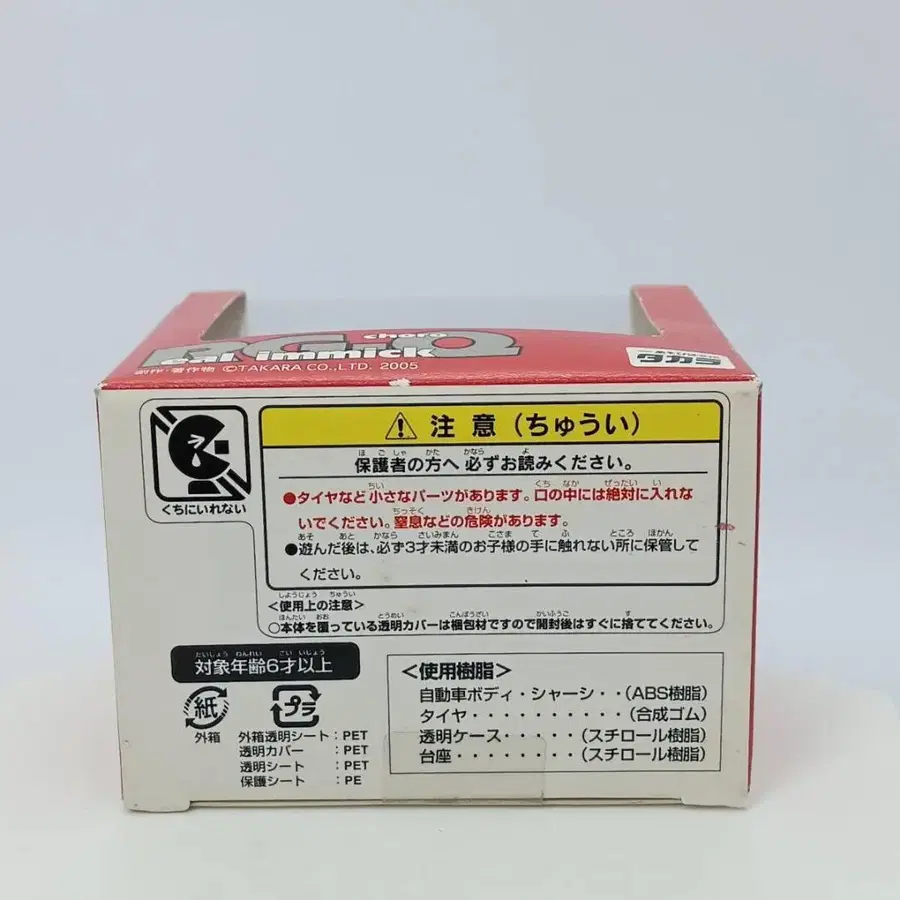 choro
RG-Q
eal immick
創作・著作物 ©TAKARA CO., LTD. 2005
タカラ
くちにいれない
注意（ちゅうい）
保護者の方へ 必ずお読みください。
●タイヤなど小さなパーツがあります。口の中には絶対に入れな
いでください。窒息などの危険があります。
●遊んだ後は、必ず3才未満のお子様の手に触れない所に保管して
ください。
＜使用上の注意＞
○本体を覆っている透明カバーは梱包材ですので開封後はすぐに捨ててください。
対象年齢6才以上
紙
外箱
プラ
外箱透明シート：PET
透明カバー：PET
透明シート：PET
保護シート：PE
＜使用樹脂＞
自動車ボディ・シャーシ・・(ABS樹脂)
タイヤ・・・・・・・・・・(合成ゴム)
透明ケース・・・・・(スチロール樹脂)
台座・・・・・・・・(スチロール樹脂)